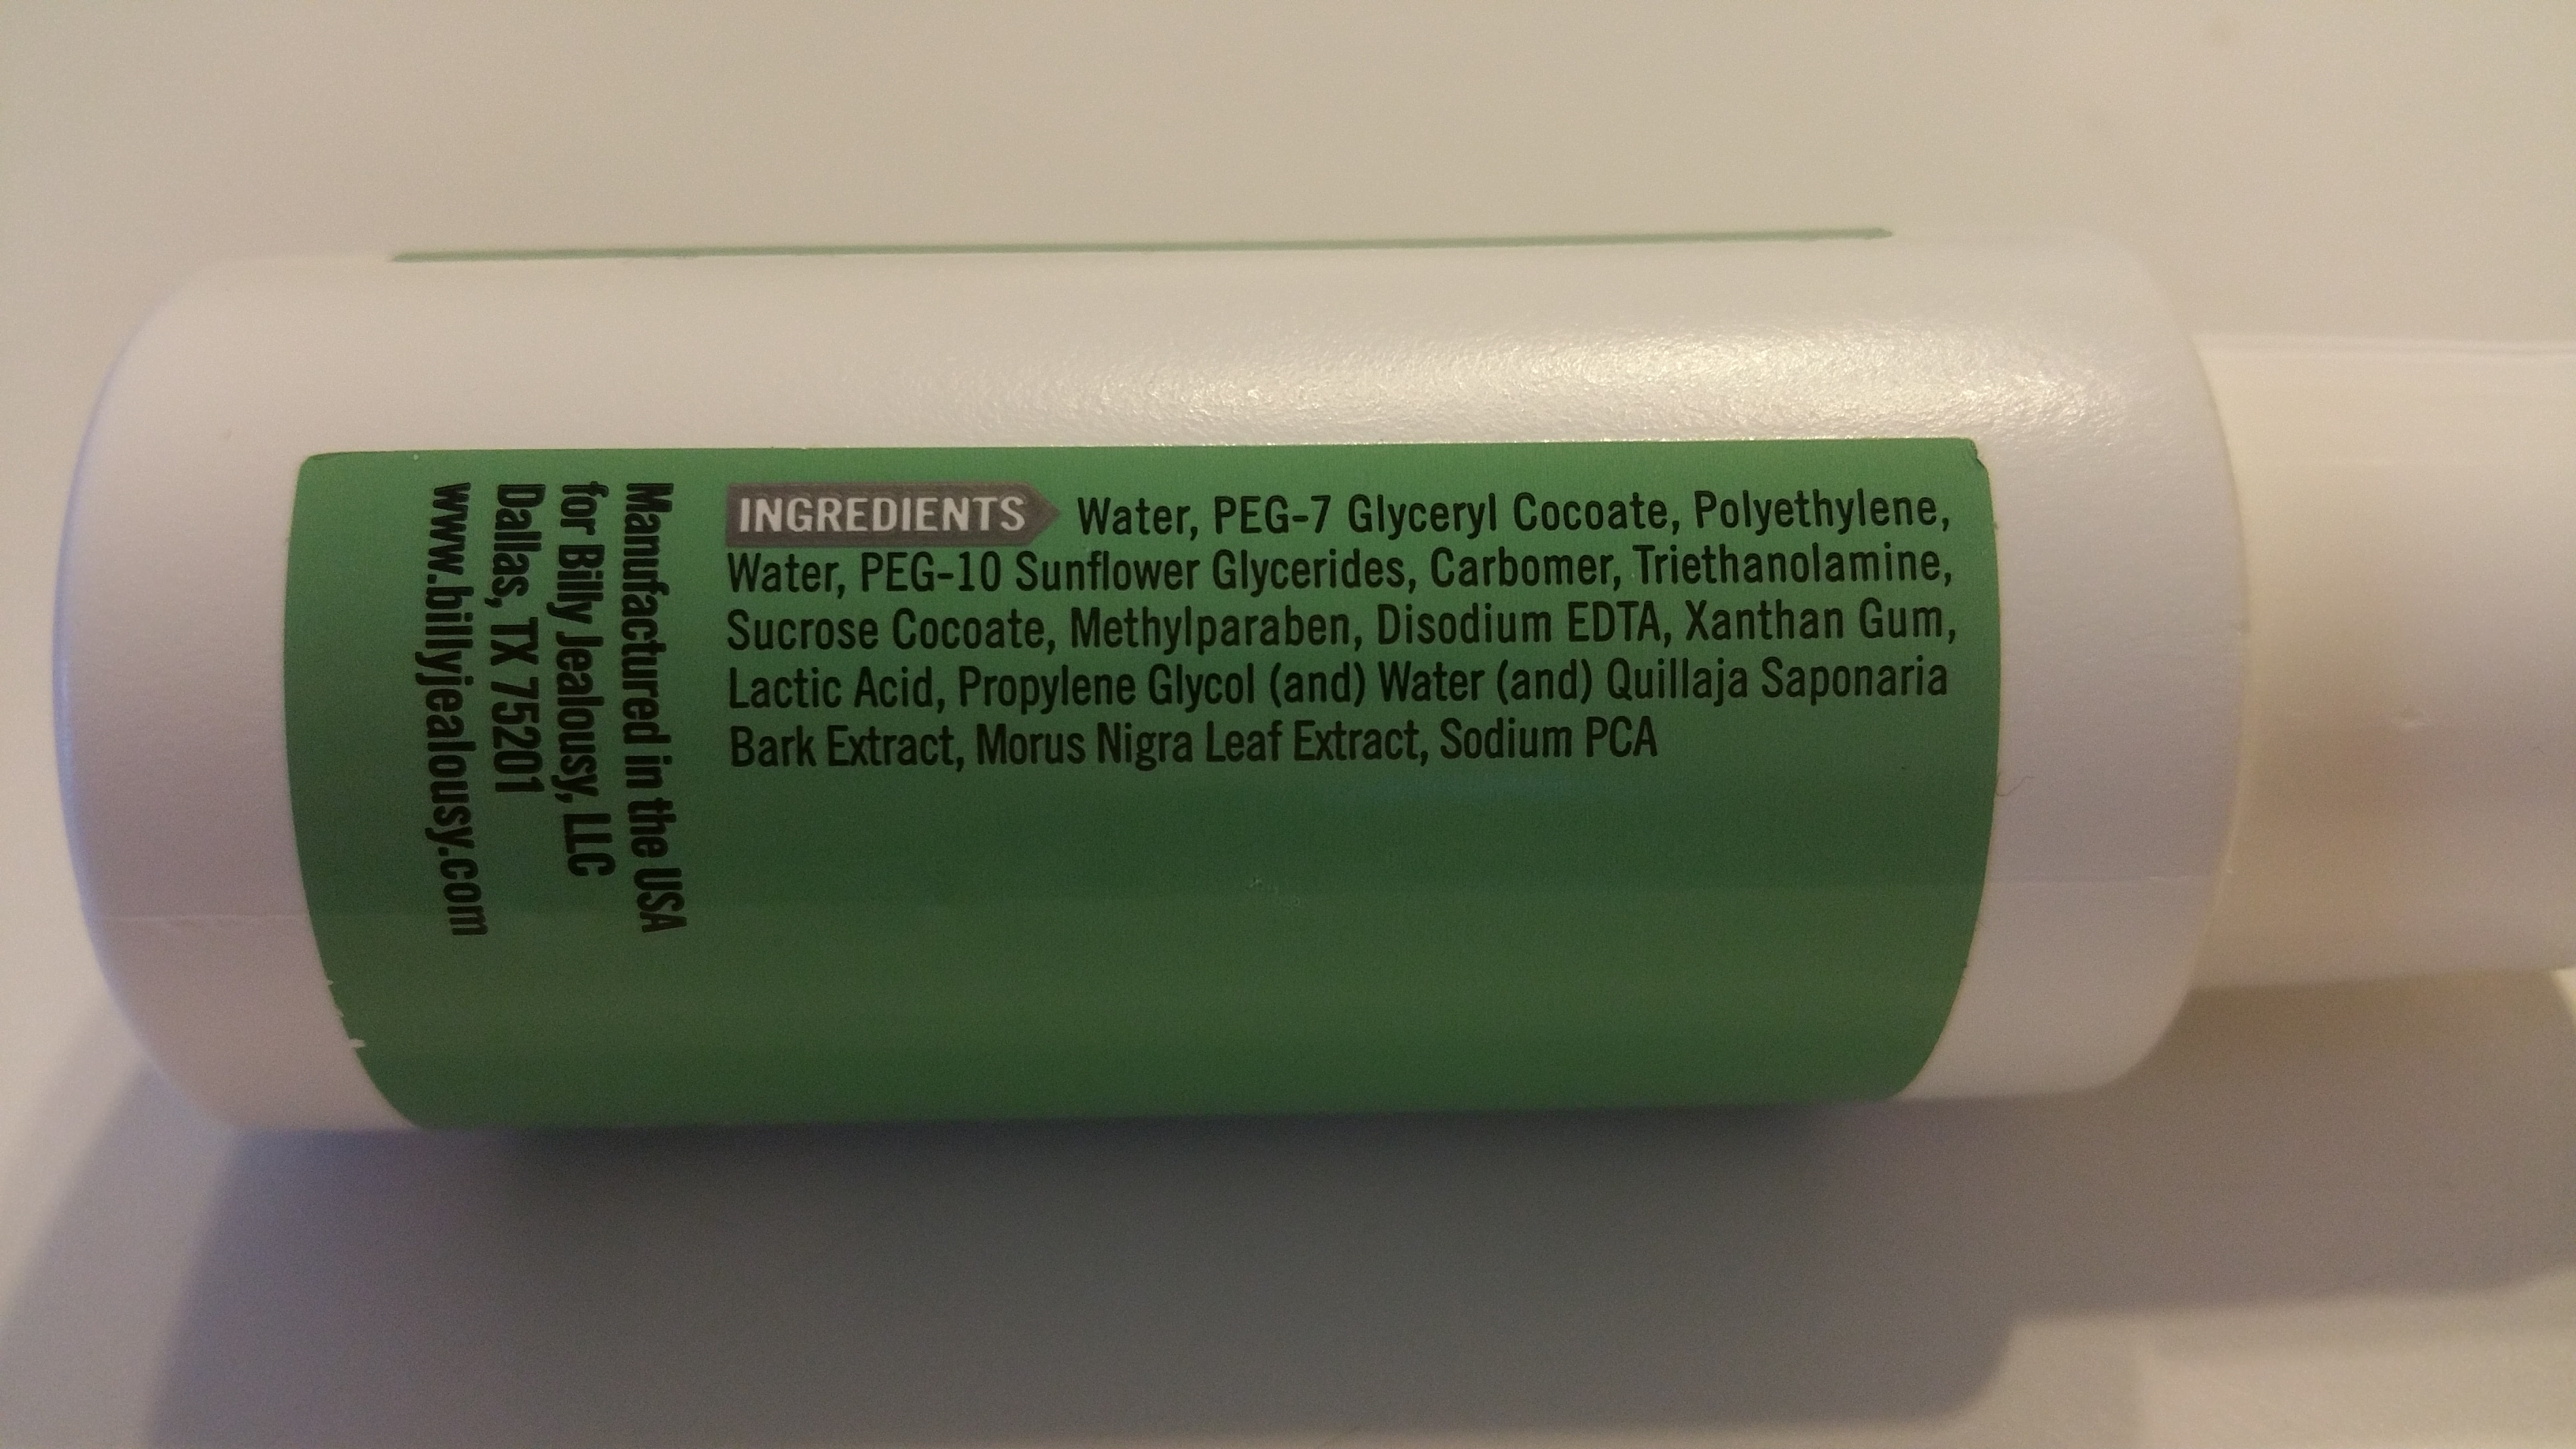 INGREDIENTS Water, PEG-7 Glyceryl Cocoate, Polyethylene,
Water, PEG-10 Sunflower Glycerides, Carbomer, Triethanolamine,
Sucrose Cocoate, Methylparaben, Disodium EDTA, Xanthan Gum,
Lactic Acid, Propylene Glycol (and) Water (and) Quillaja Saponaria
Bark Extract, Morus Nigra Leaf Extract, Sodium PCA
Manufactured in the USA
for Billy Jealousy, LLC
Dallas, TX 75201
www.billyjealousy.com